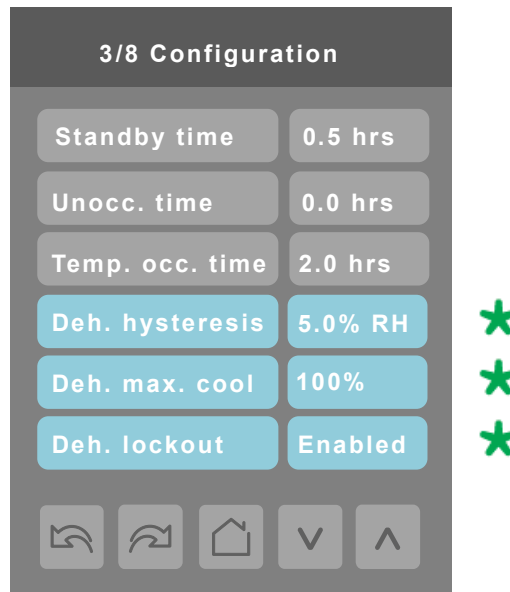 3/8 Configuration
Standby time 0.5 hrs
Unocc. time 0.0 hrs
Temp. occ. time 2.0 hrs
Deh. hysteresis 5.0% RH
Deh. max. cool 100%
Deh. lockout Enabled